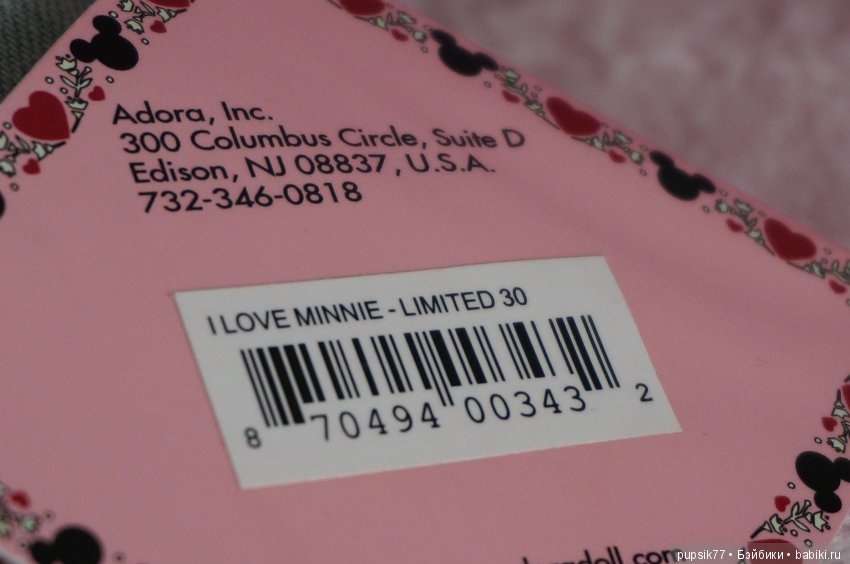 Adora, Inc.
300 Columbus Circle, Suite D
Edison, NJ 08837, U.S.A.
732-346-0818
I LOVE MINNIE - LIMITED 30
8 70494 00343 2
pupsik77 • Бэйбики • babiki.ru